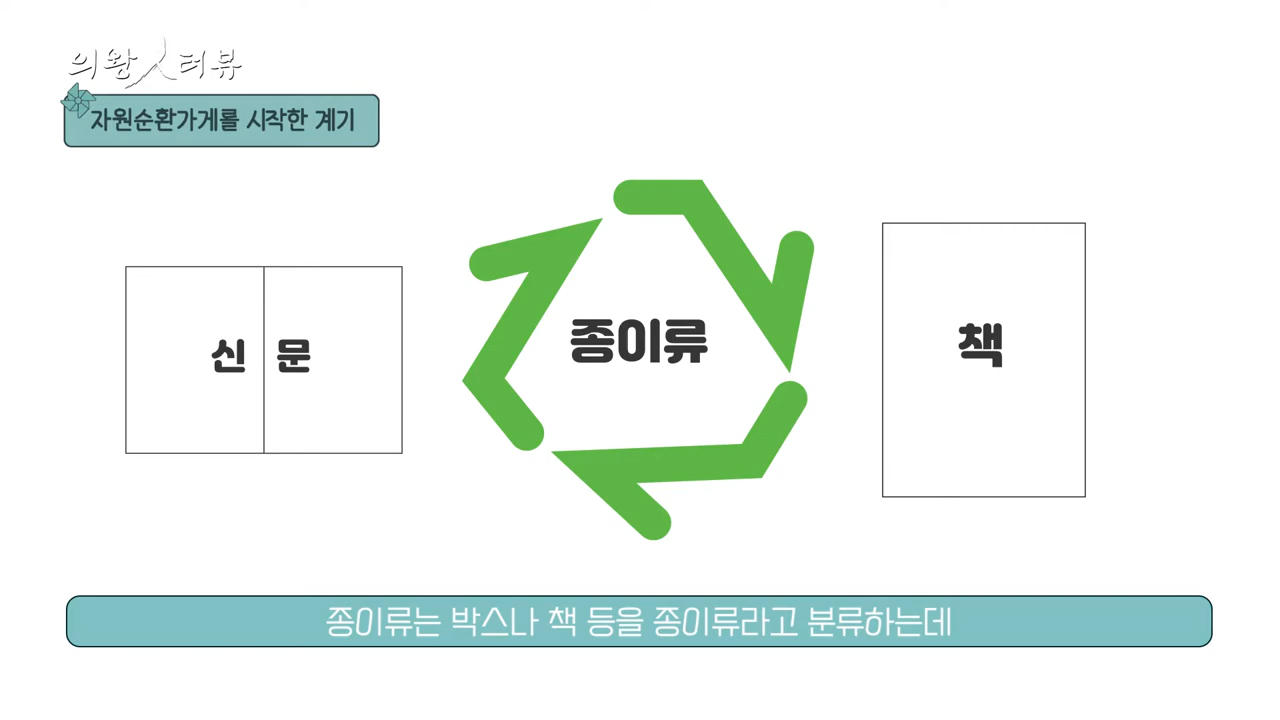 의왕人터뷰
자원순환가게를 시작한 계기
신 문
종이류
책
종이류는 박스나 책 등을 종이류라고 분류하는데